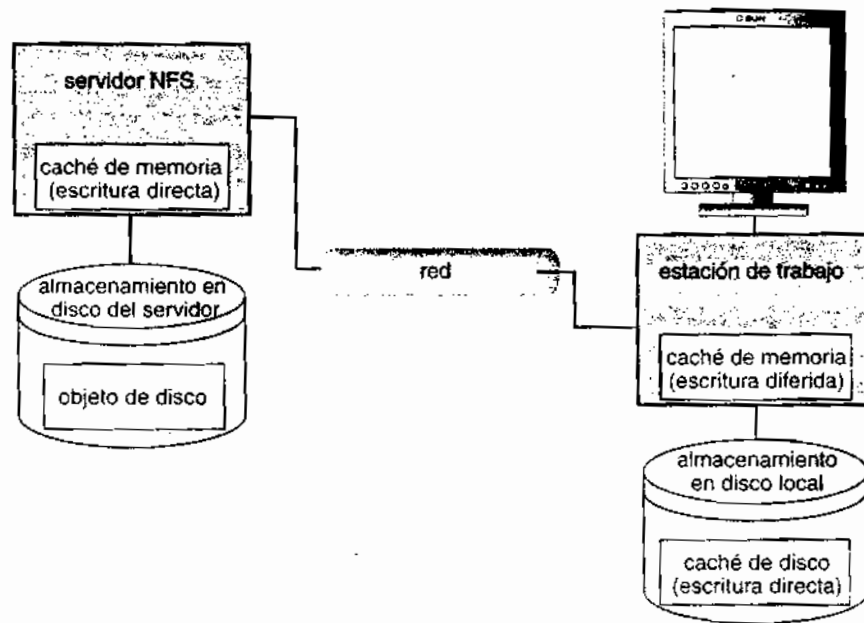 servidor NFS
caché de memoria
(escritura directa)
almacenamiento en
disco del servidor
objeto de disco
red
estación de trabajo
caché de memoria
(escritura diferida)
almacenamiento
en disco local
caché de disco
(escritura directa)